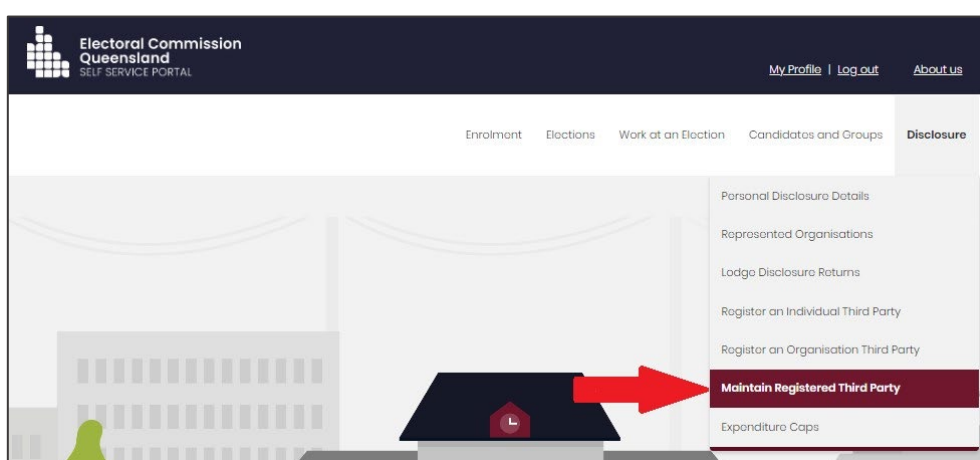 Electoral Commission
Queensland
SELF SERVICE PORTAL
My Profile | Log out About us
Enrolment Elections Work at an Election Candidates and Groups Disclosure
Personal Disclosure Details
Represented Organisations
Lodge Disclosure Returns
Register an Individual Third Party
Register an Organisation Third Party
Maintain Registered Third Party
Expenditure Caps